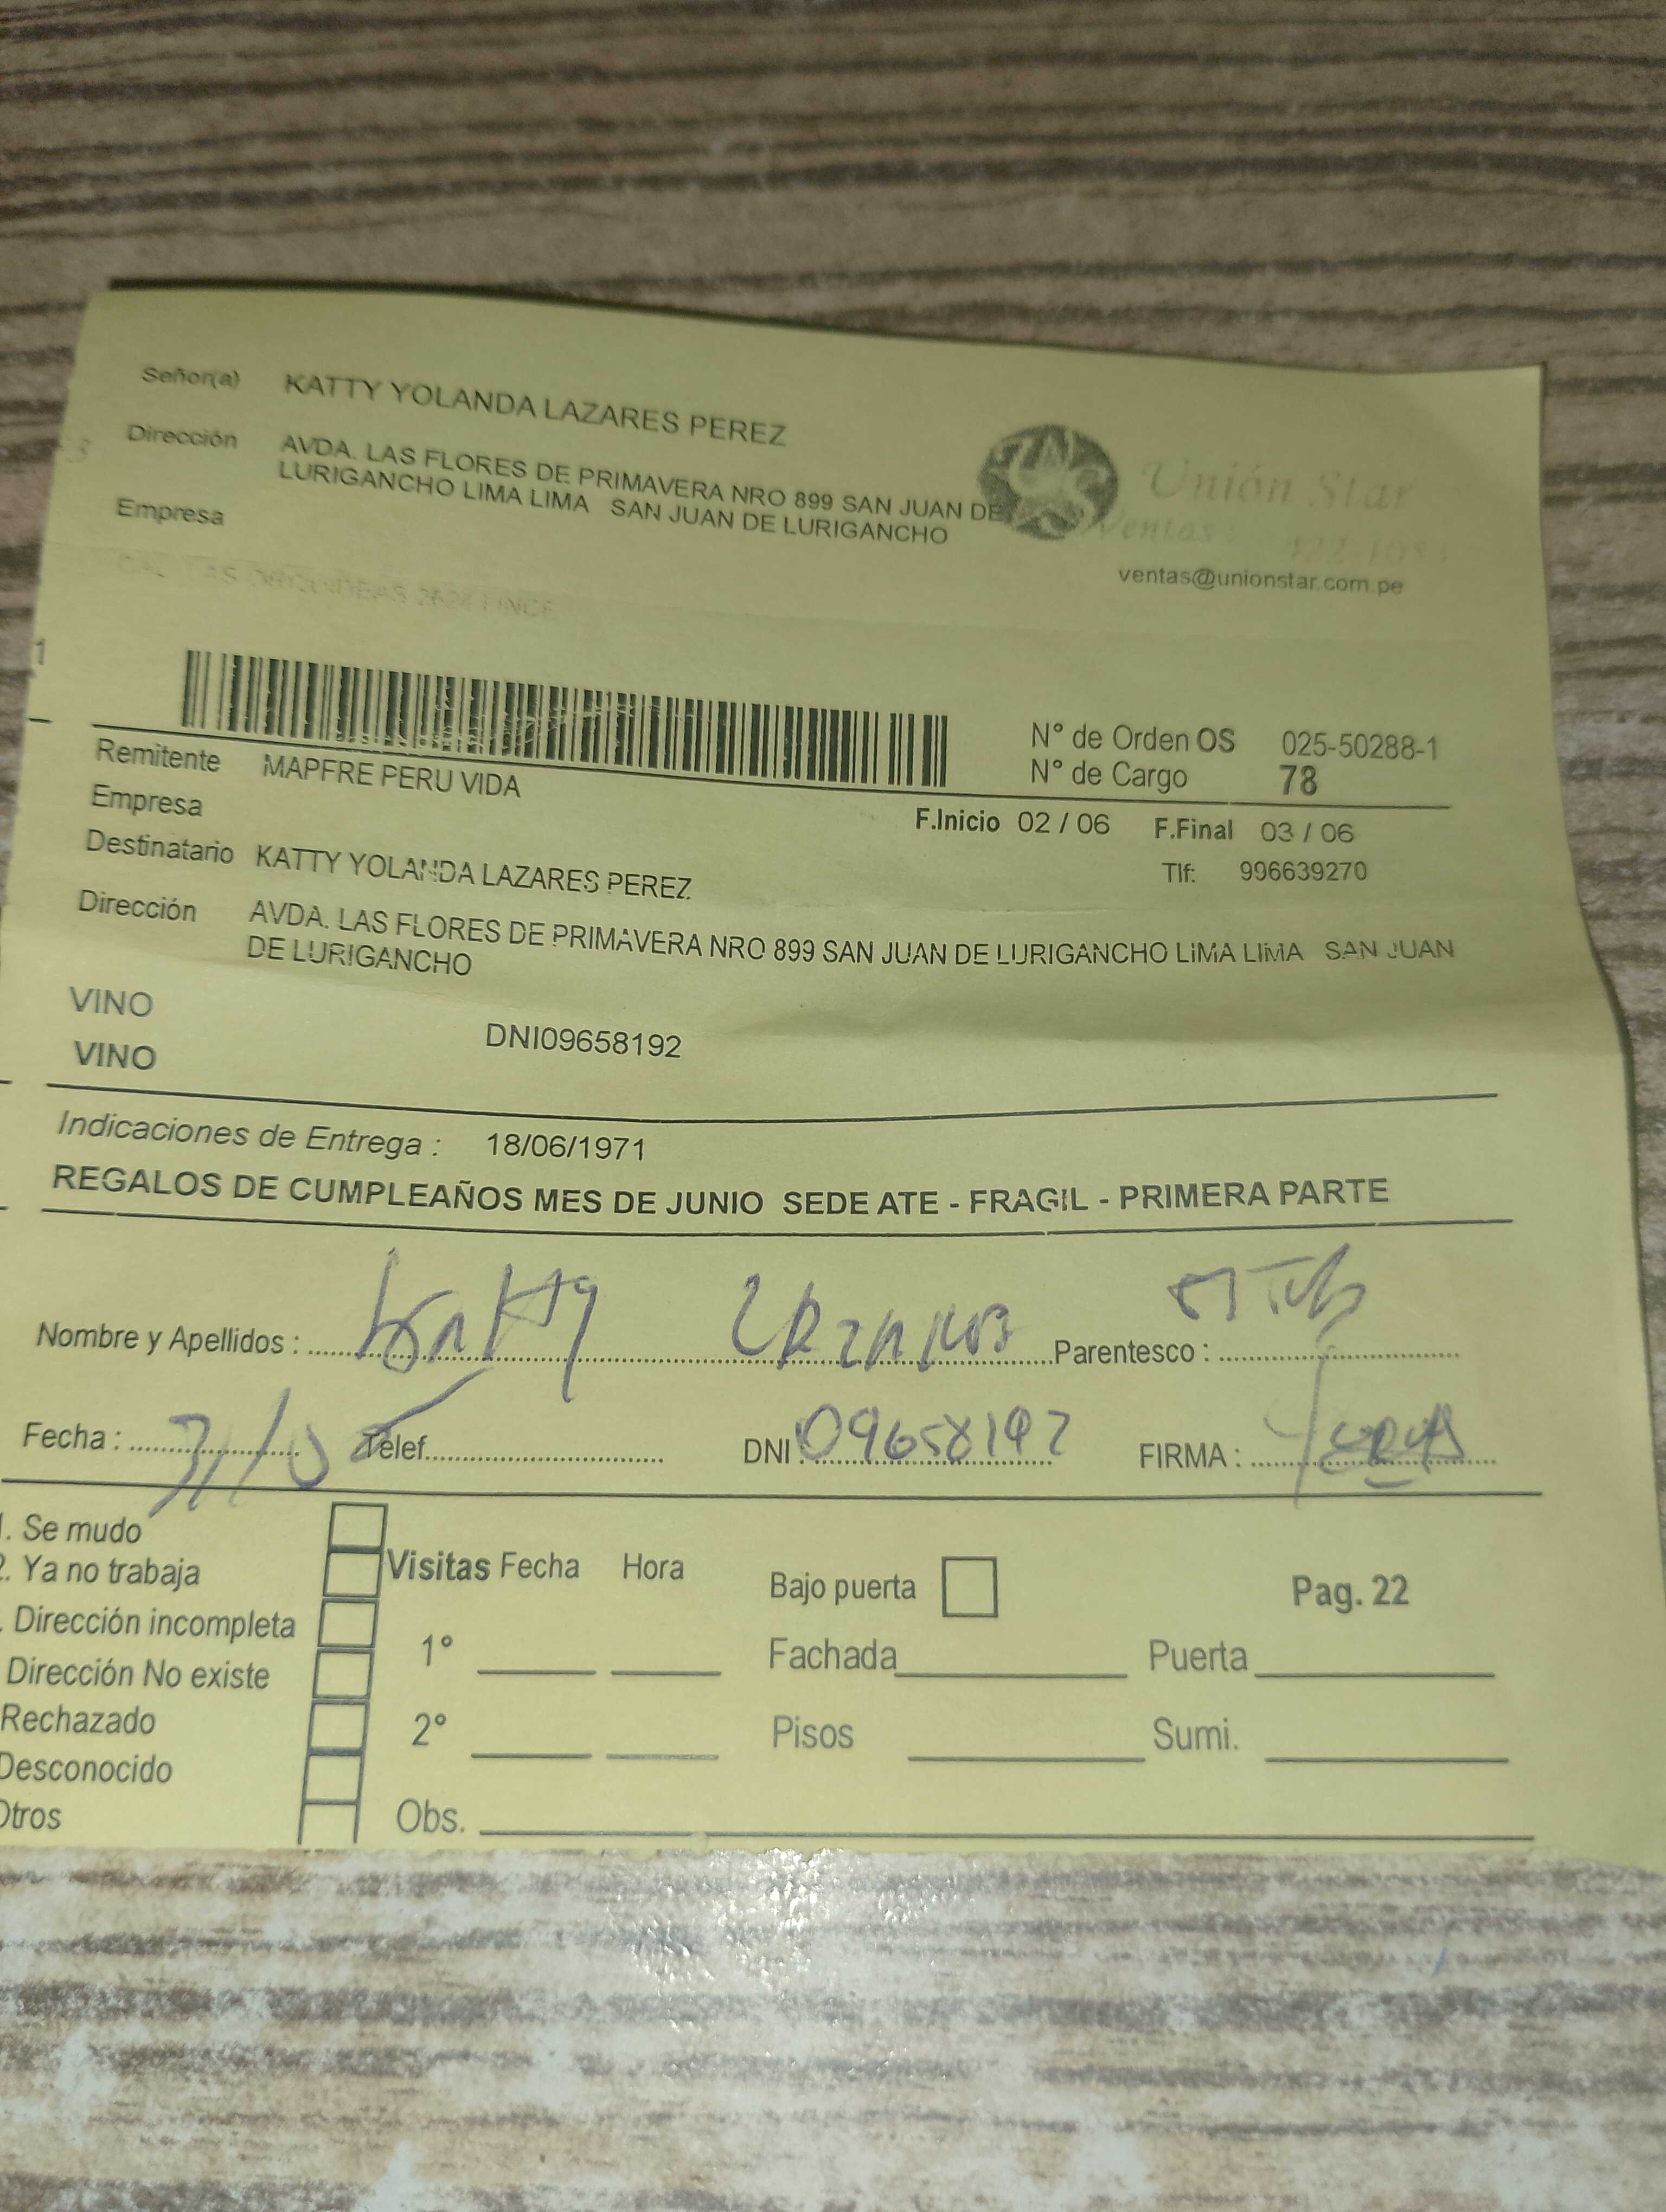 Señor(a) KATTY YOLANDA LAZARES PEREZ
Dirección AVDA. LAS FLORES DE PRIMAVERA NRO 899 SAN JUAN DE
LURIGANCHO LIMA LIMA SAN JUAN DE LURIGANCHO
Empresa
Unión Star
Ventas
ventas@unionstar.com.pe
1
N° de Orden OS 025-50288-1
N° de Cargo 78
Remitente MAPFRE PERU VIDA
Empresa
F.Inicio 02 / 06 F.Final 03 / 06
Destinatario KATTY YOLANDA LAZARES PEREZ
Tlf: 996639270
Dirección AVDA. LAS FLORES DE PRIMAVERA NRO 899 SAN JUAN DE LURIGANCHO LIMA LIMA SAN JUAN
DE LURIGANCHO
VINO
DNI09658192
VINO
Indicaciones de Entrega : 18/06/1971
REGALOS DE CUMPLEAÑOS MES DE JUNIO SEDE ATE - FRAGIL - PRIMERA PARTE
Nombre y Apellidos : Katty Parentesco :
Fecha : Telef. DNI: 09658192 FIRMA :
1. Se mudo
2. Ya no trabaja
Visitas Fecha Hora
Bajo puerta
Pag. 22
. Dirección incompleta
1°
Fachada Puerta
Dirección No existe
Rechazado
2°
Pisos Sumi.
Desconocido
Otros
Obs.